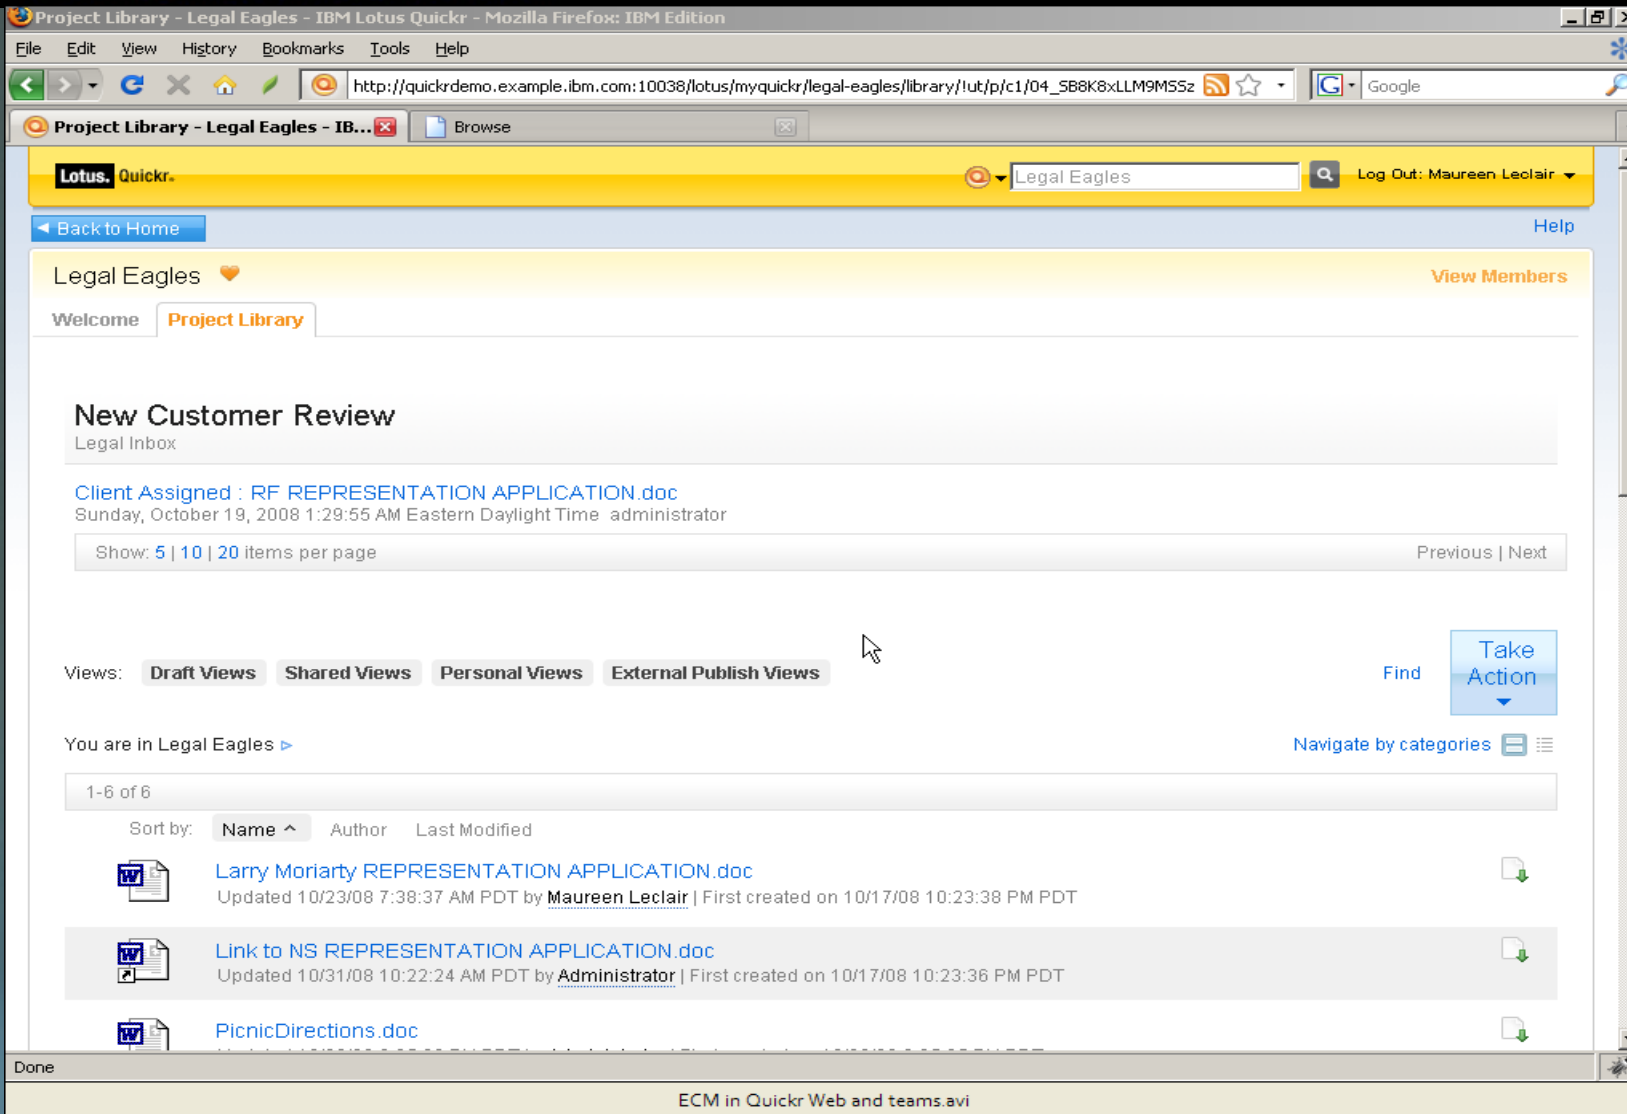 Project Library - Legal Eagles - IBM Lotus Quickr - Mozilla Firefox: IBM Edition
File Edit View History Bookmarks Tools Help
http://quickrdemo.example.ibm.com:10038/lotus/myquickr/legal-eagles/library/!ut/p/c1/04_SB8K8xLLM9MSSz G Google
Project Library - Legal Eagles - IB... Browse
Lotus. Quickr. Legal Eagles Log Out: Maureen Leclair
Back to Home Help
Legal Eagles View Members
Welcome Project Library
New Customer Review
Legal Inbox
Client Assigned : RF REPRESENTATION APPLICATION.doc
Sunday, October 19, 2008 1:29:55 AM Eastern Daylight Time administrator
Show: 5 | 10 | 20 items per page Previous | Next
Views: Draft Views Shared Views Personal Views External Publish Views Find Take Action
You are in Legal Eagles Navigate by categories
1-6 of 6
Sort by: Name ^ Author Last Modified
Larry Moriarty REPRESENTATION APPLICATION.doc
Updated 10/23/08 7:38:37 AM PDT by Maureen Leclair | First created on 10/17/08 10:23:38 PM PDT
Link to NS REPRESENTATION APPLICATION.doc
Updated 10/31/08 10:22:24 AM PDT by Administrator | First created on 10/17/08 10:23:36 PM PDT
PicnicDirections.doc
Done
ECM in Quickr Web and teams.avi